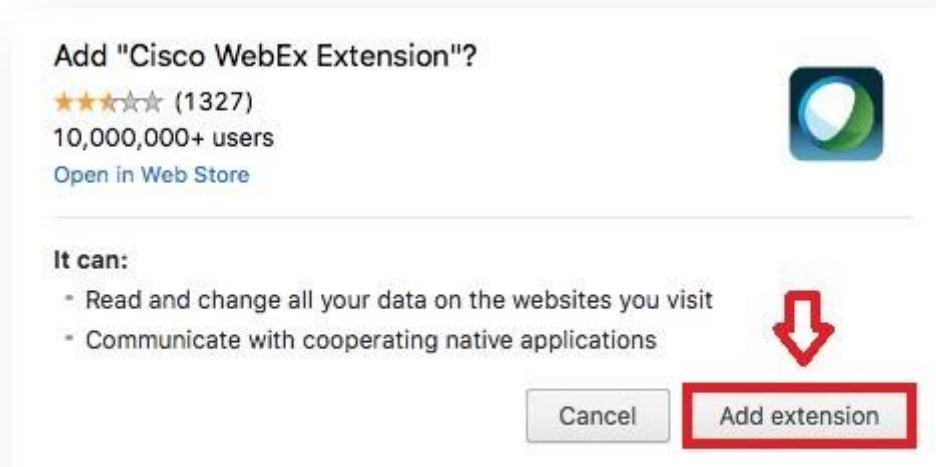 Add "Cisco WebEx Extension"?
(1327)
10,000,000+ users
Open in Web Store
It can:
- Read and change all your data on the websites you visit
- Communicate with cooperating native applications
Cancel
Add extension